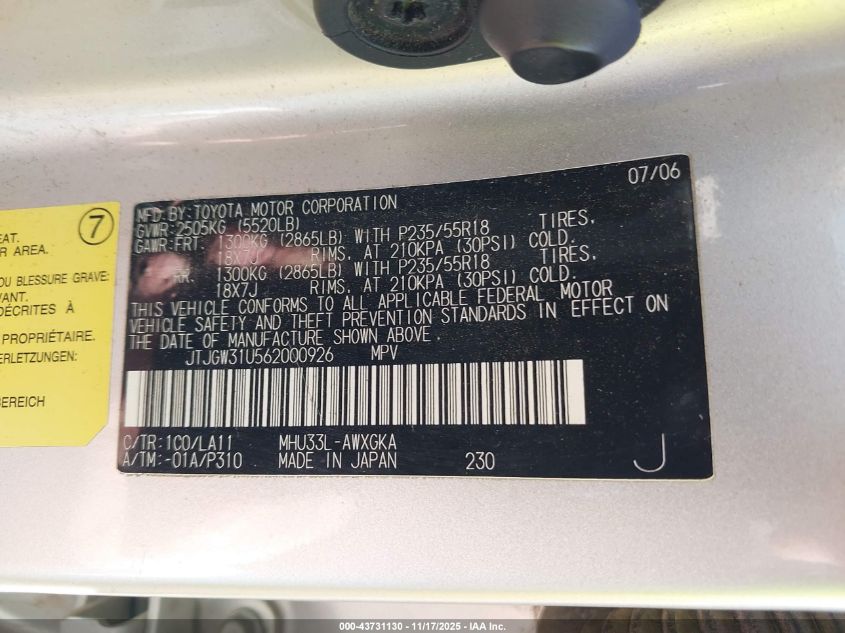 7
EAT.
R AREA.
OU BLESSURE GRAVE:
VANT.
DÉCRITES À
PROPRIÉTAIRE.
ERLETZUNGEN.
BEREICH
07/06
MFD.BY:TOYOTA MOTOR CORPORATION
GVWR:2505KG (5520LB)
GAWR:FRT. 1300KG (2865LB) WITH P235/55R18 TIRES,
18X7J RIMS, AT 210KPA (30PSI) COLD.
RR. 1300KG (2865LB) WITH P235/55R18 TIRES,
18X7J RIMS, AT 210KPA (30PSI) COLD.
THIS VEHICLE CONFORMS TO ALL APPLICABLE FEDERAL MOTOR
VEHICLE SAFETY AND THEFT PREVENTION STANDARDS IN EFFECT ON
THE DATE OF MANUFACTURE SHOWN ABOVE.
JTJGW31U562000926 MPV
C/TR:1C0/LA11 MHU33L-AWXGKA
A/TM:-01A/P310 MADE IN JAPAN 230 J
000-43731130 - 11/17/2025 - IAA Inc.